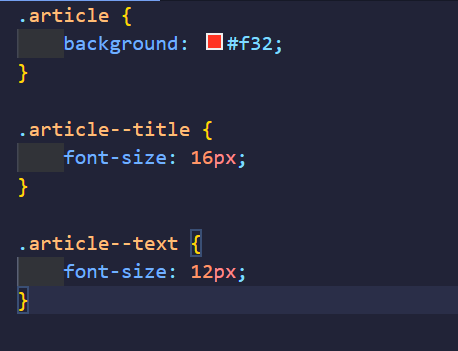 .article {
    background: #f32;
}

.article--title {
    font-size: 16px;
}

.article--text {
    font-size: 12px;
}